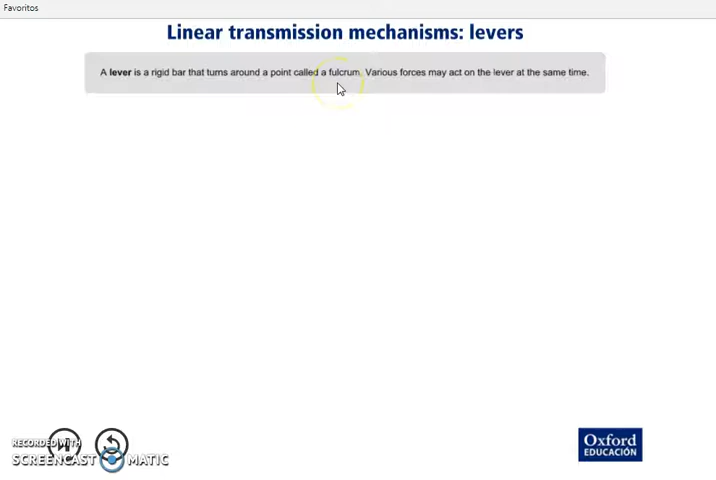 Favoritos
Linear transmission mechanisms: levers
A lever is a rigid bar that turns around a point called a fulcrum. Various forces may act on the lever at the same time.
RECORDED WITH
SCREENCAST MATIC
Oxford
EDUCACIÓN